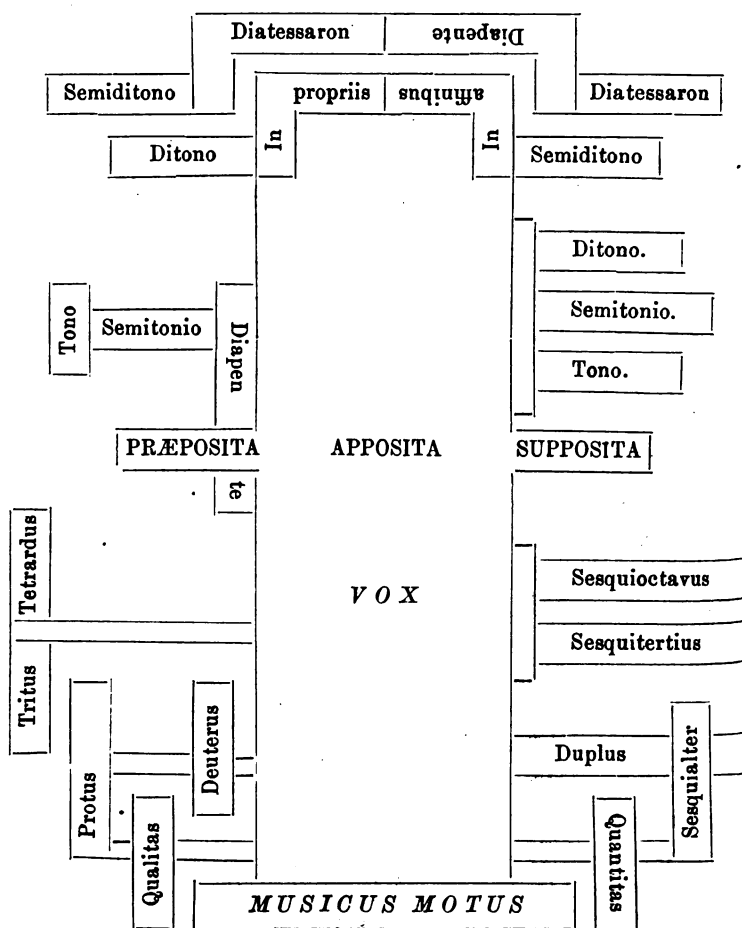 Diatessaron Diapente
Semiditono propriis affinibus Diatessaron
Ditono In In Semiditono
Ditono.
Tono Semitonio Diapen Semitonio.
Tono.
PRÆPOSITA APPOSITA SUPPOSITA
te
Tetrardus VOX Sesquioctavus
Sesquitertius
Tritus
Deuterus Duplus
Protus Sesquialter
Qualitas Quantitas
MUSICUS MOTUS